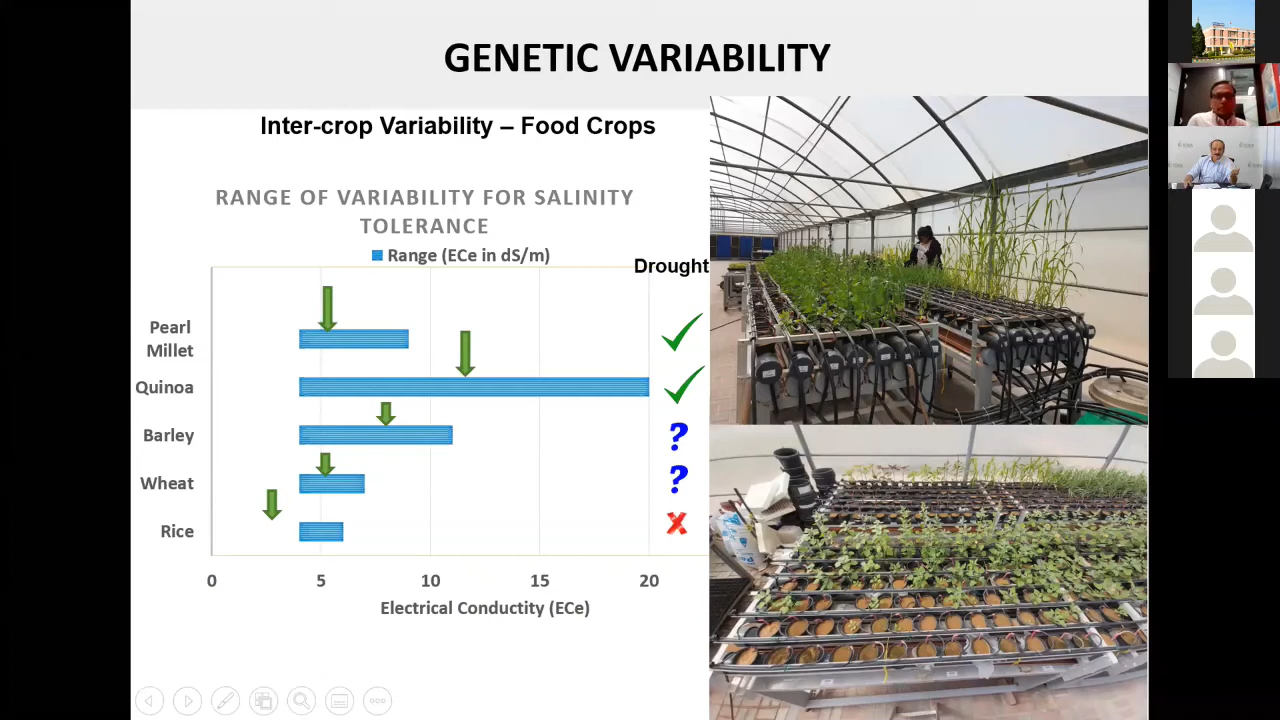 GENETIC VARIABILITY
Inter-crop Variability – Food Crops
RANGE OF VARIABILITY FOR SALINITY
TOLERANCE
Range (ECe in dS/m)
Drought
Pearl
Millet
Quinoa
Barley
?
Wheat
?
Rice
0 5 10 15 20
Electrical Conductity (ECe)